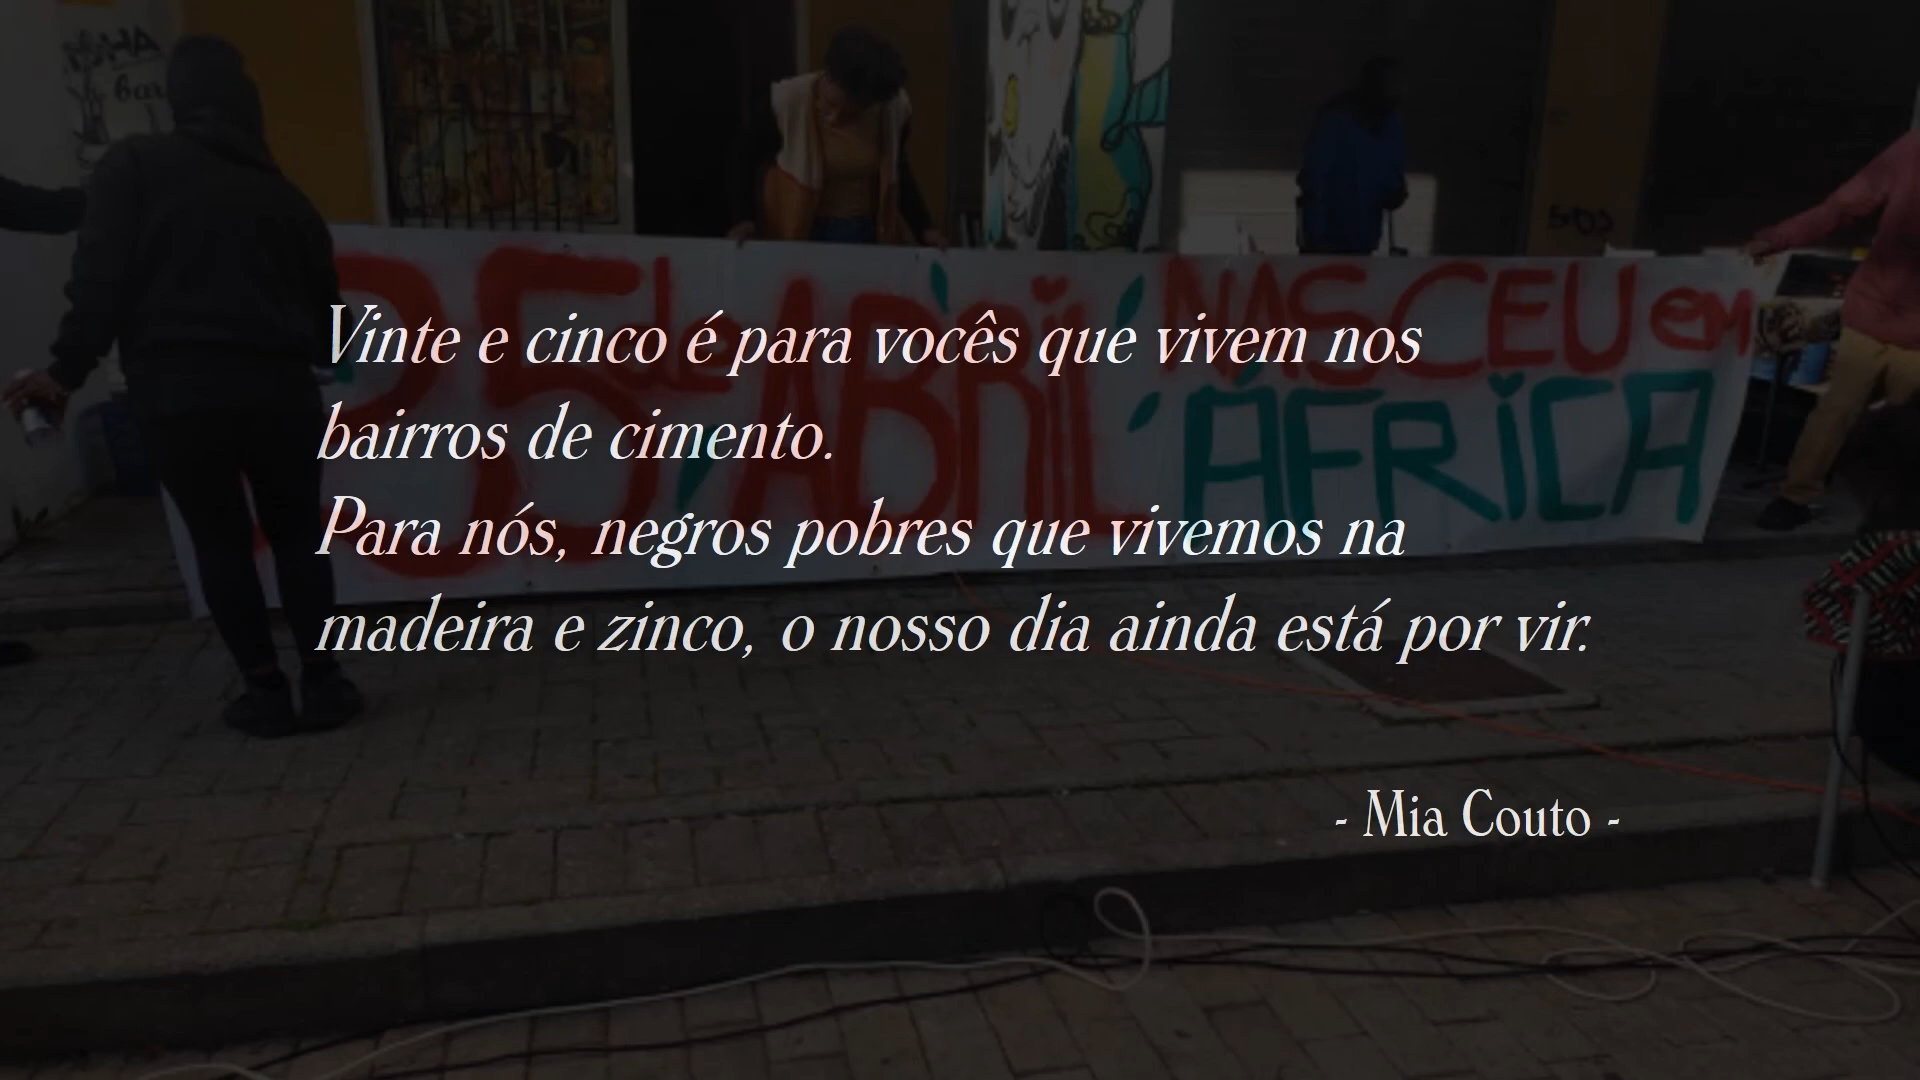 Vinte e cinco é para vocês que vivem nos
bairros de cimento.
Para nós, negros pobres que vivemos na
madeira e zinco, o nosso dia ainda está por vir.
- Mia Couto -
25 de ABRIL NASCEU em
ÁFRICA